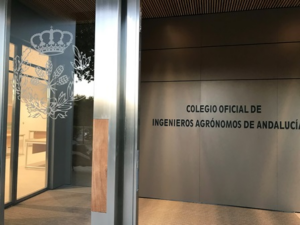 COLEGIO OFICIAL DE
INGENIEROS AGRÓNOMOS DE ANDALUCÍA